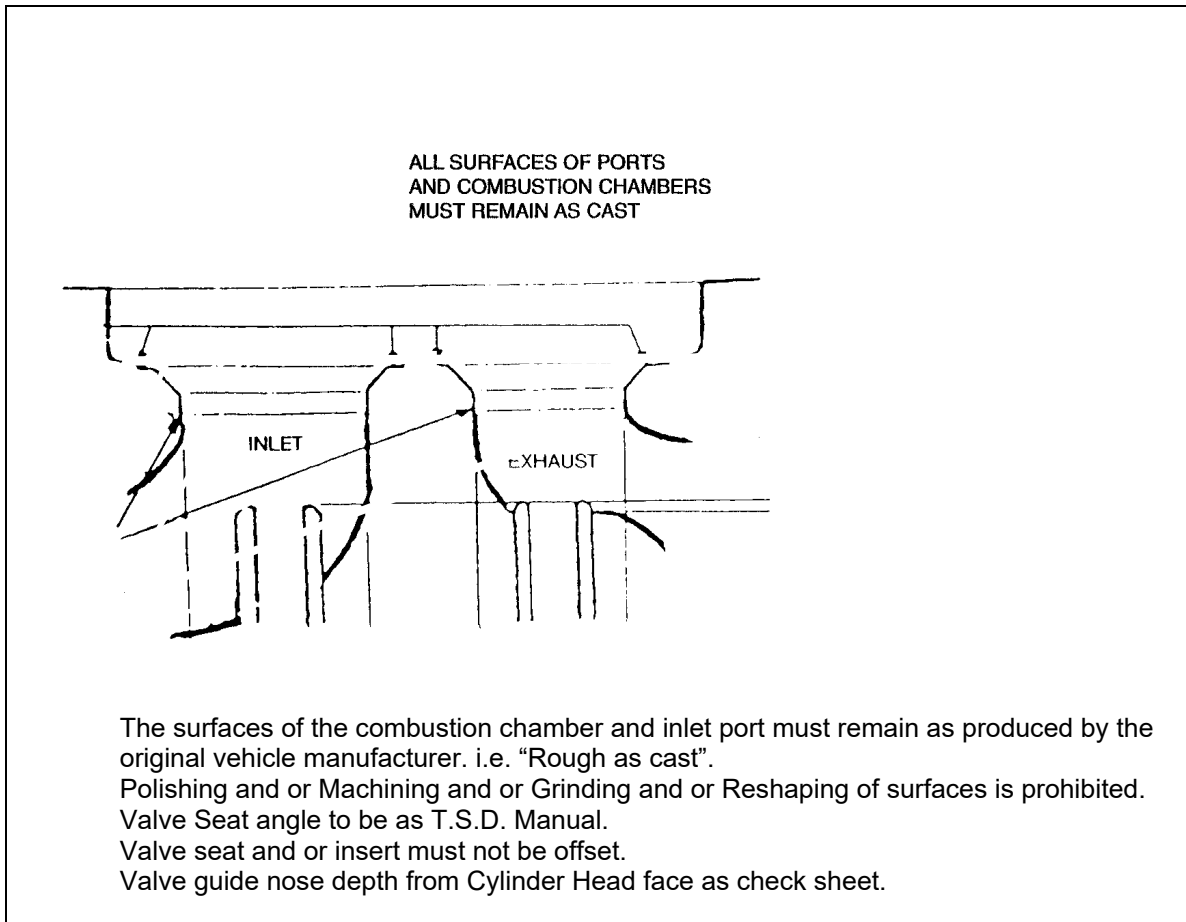 ALL SURFACES OF PORTS
AND COMBUSTION CHAMBERS
MUST REMAIN AS CAST
INLET
EXHAUST
The surfaces of the combustion chamber and inlet port must remain as produced by the
original vehicle manufacturer. i.e. “Rough as cast”.
Polishing and or Machining and or Grinding and or Reshaping of surfaces is prohibited.
Valve Seat angle to be as T.S.D. Manual.
Valve seat and or insert must not be offset.
Valve guide nose depth from Cylinder Head face as check sheet.